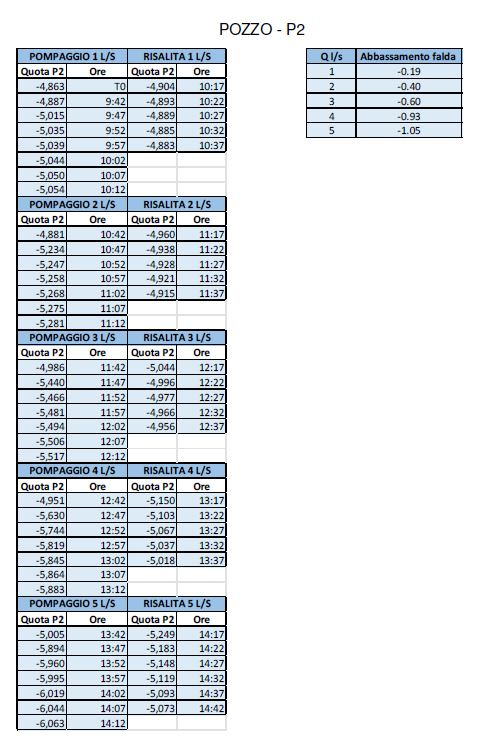 POZZO - P2
POMPAGGIO 1 L/S RISALITA 1 L/S
Quota P2 Ore Quota P2 Ore
-4,863 T0 -4,904 10:17
-4,887 9:42 -4,893 10:22
-5,015 9:47 -4,889 10:27
-5,035 9:52 -4,885 10:32
-5,039 9:57 -4,883 10:37
-5,044 10:02
-5,050 10:07
-5,054 10:12
POMPAGGIO 2 L/S RISALITA 2 L/S
Quota P2 Ore Quota P2 Ore
-4,881 10:42 -4,960 11:17
-5,234 10:47 -4,938 11:22
-5,247 10:52 -4,928 11:27
-5,258 10:57 -4,921 11:32
-5,268 11:02 -4,915 11:37
-5,275 11:07
-5,281 11:12
POMPAGGIO 3 L/S RISALITA 3 L/S
Quota P2 Ore Quota P2 Ore
-4,986 11:42 -5,044 12:17
-5,440 11:47 -4,996 12:22
-5,466 11:52 -4,977 12:27
-5,481 11:57 -4,966 12:32
-5,494 12:02 -4,956 12:37
-5,506 12:07
-5,517 12:12
POMPAGGIO 4 L/S RISALITA 4 L/S
Quota P2 Ore Quota P2 Ore
-4,951 12:42 -5,150 13:17
-5,630 12:47 -5,103 13:22
-5,744 12:52 -5,067 13:27
-5,819 12:57 -5,037 13:32
-5,845 13:02 -5,018 13:37
-5,864 13:07
-5,883 13:12
POMPAGGIO 5 L/S RISALITA 5 L/S
Quota P2 Ore Quota P2 Ore
-5,005 13:42 -5,249 14:17
-5,894 13:47 -5,183 14:22
-5,960 13:52 -5,148 14:27
-5,995 13:57 -5,119 14:32
-6,019 14:02 -5,093 14:37
-6,044 14:07 -5,073 14:42
-6,063 14:12
Q l/s Abbassamento falda
1 -0.19
2 -0.40
3 -0.60
4 -0.93
5 -1.05